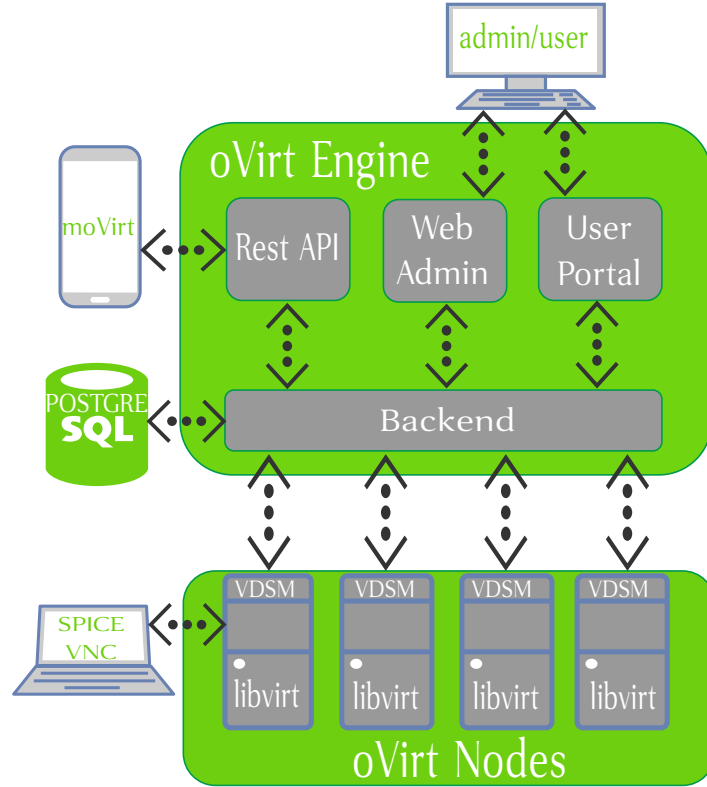 admin/user
oVirt Engine
moVirt
Rest API
Web
Admin
User
Portal
POSTGRE
SQL
Backend
VDSM
VDSM
VDSM
VDSM
SPICE
VNC
libvirt
libvirt
libvirt
libvirt
oVirt Nodes